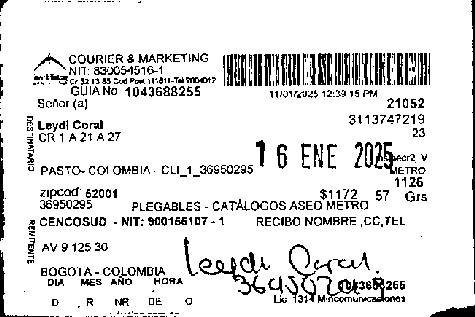 COURIER & MARKETING
NIT: 830054516-1
GUIA No 1043688255
11/01/2025 12:39:15 PM
Señor (a)
21052
DESTINATARIO
Leydi Coral
3113747219
CR 1 A 21 A 27
23
16 ENE 2025
PASTO- COLOMBIA - CLI_1_36950295
METRO
1126
zipcod: 52001
$1172 57 Grs
36950295
PLEGABLES - CATÁLOGOS ASEO METRO
REMITENTE
CENCOSUD - NIT: 900155107 - 1
RECIBO NOMBRE ,CC,TEL
AV 9 125 30
Leydi Coral
BOGOTA - COLOMBIA
DIA MES AÑO HORA
D R NR DE O
Lic 1314 Mincomunicaciones